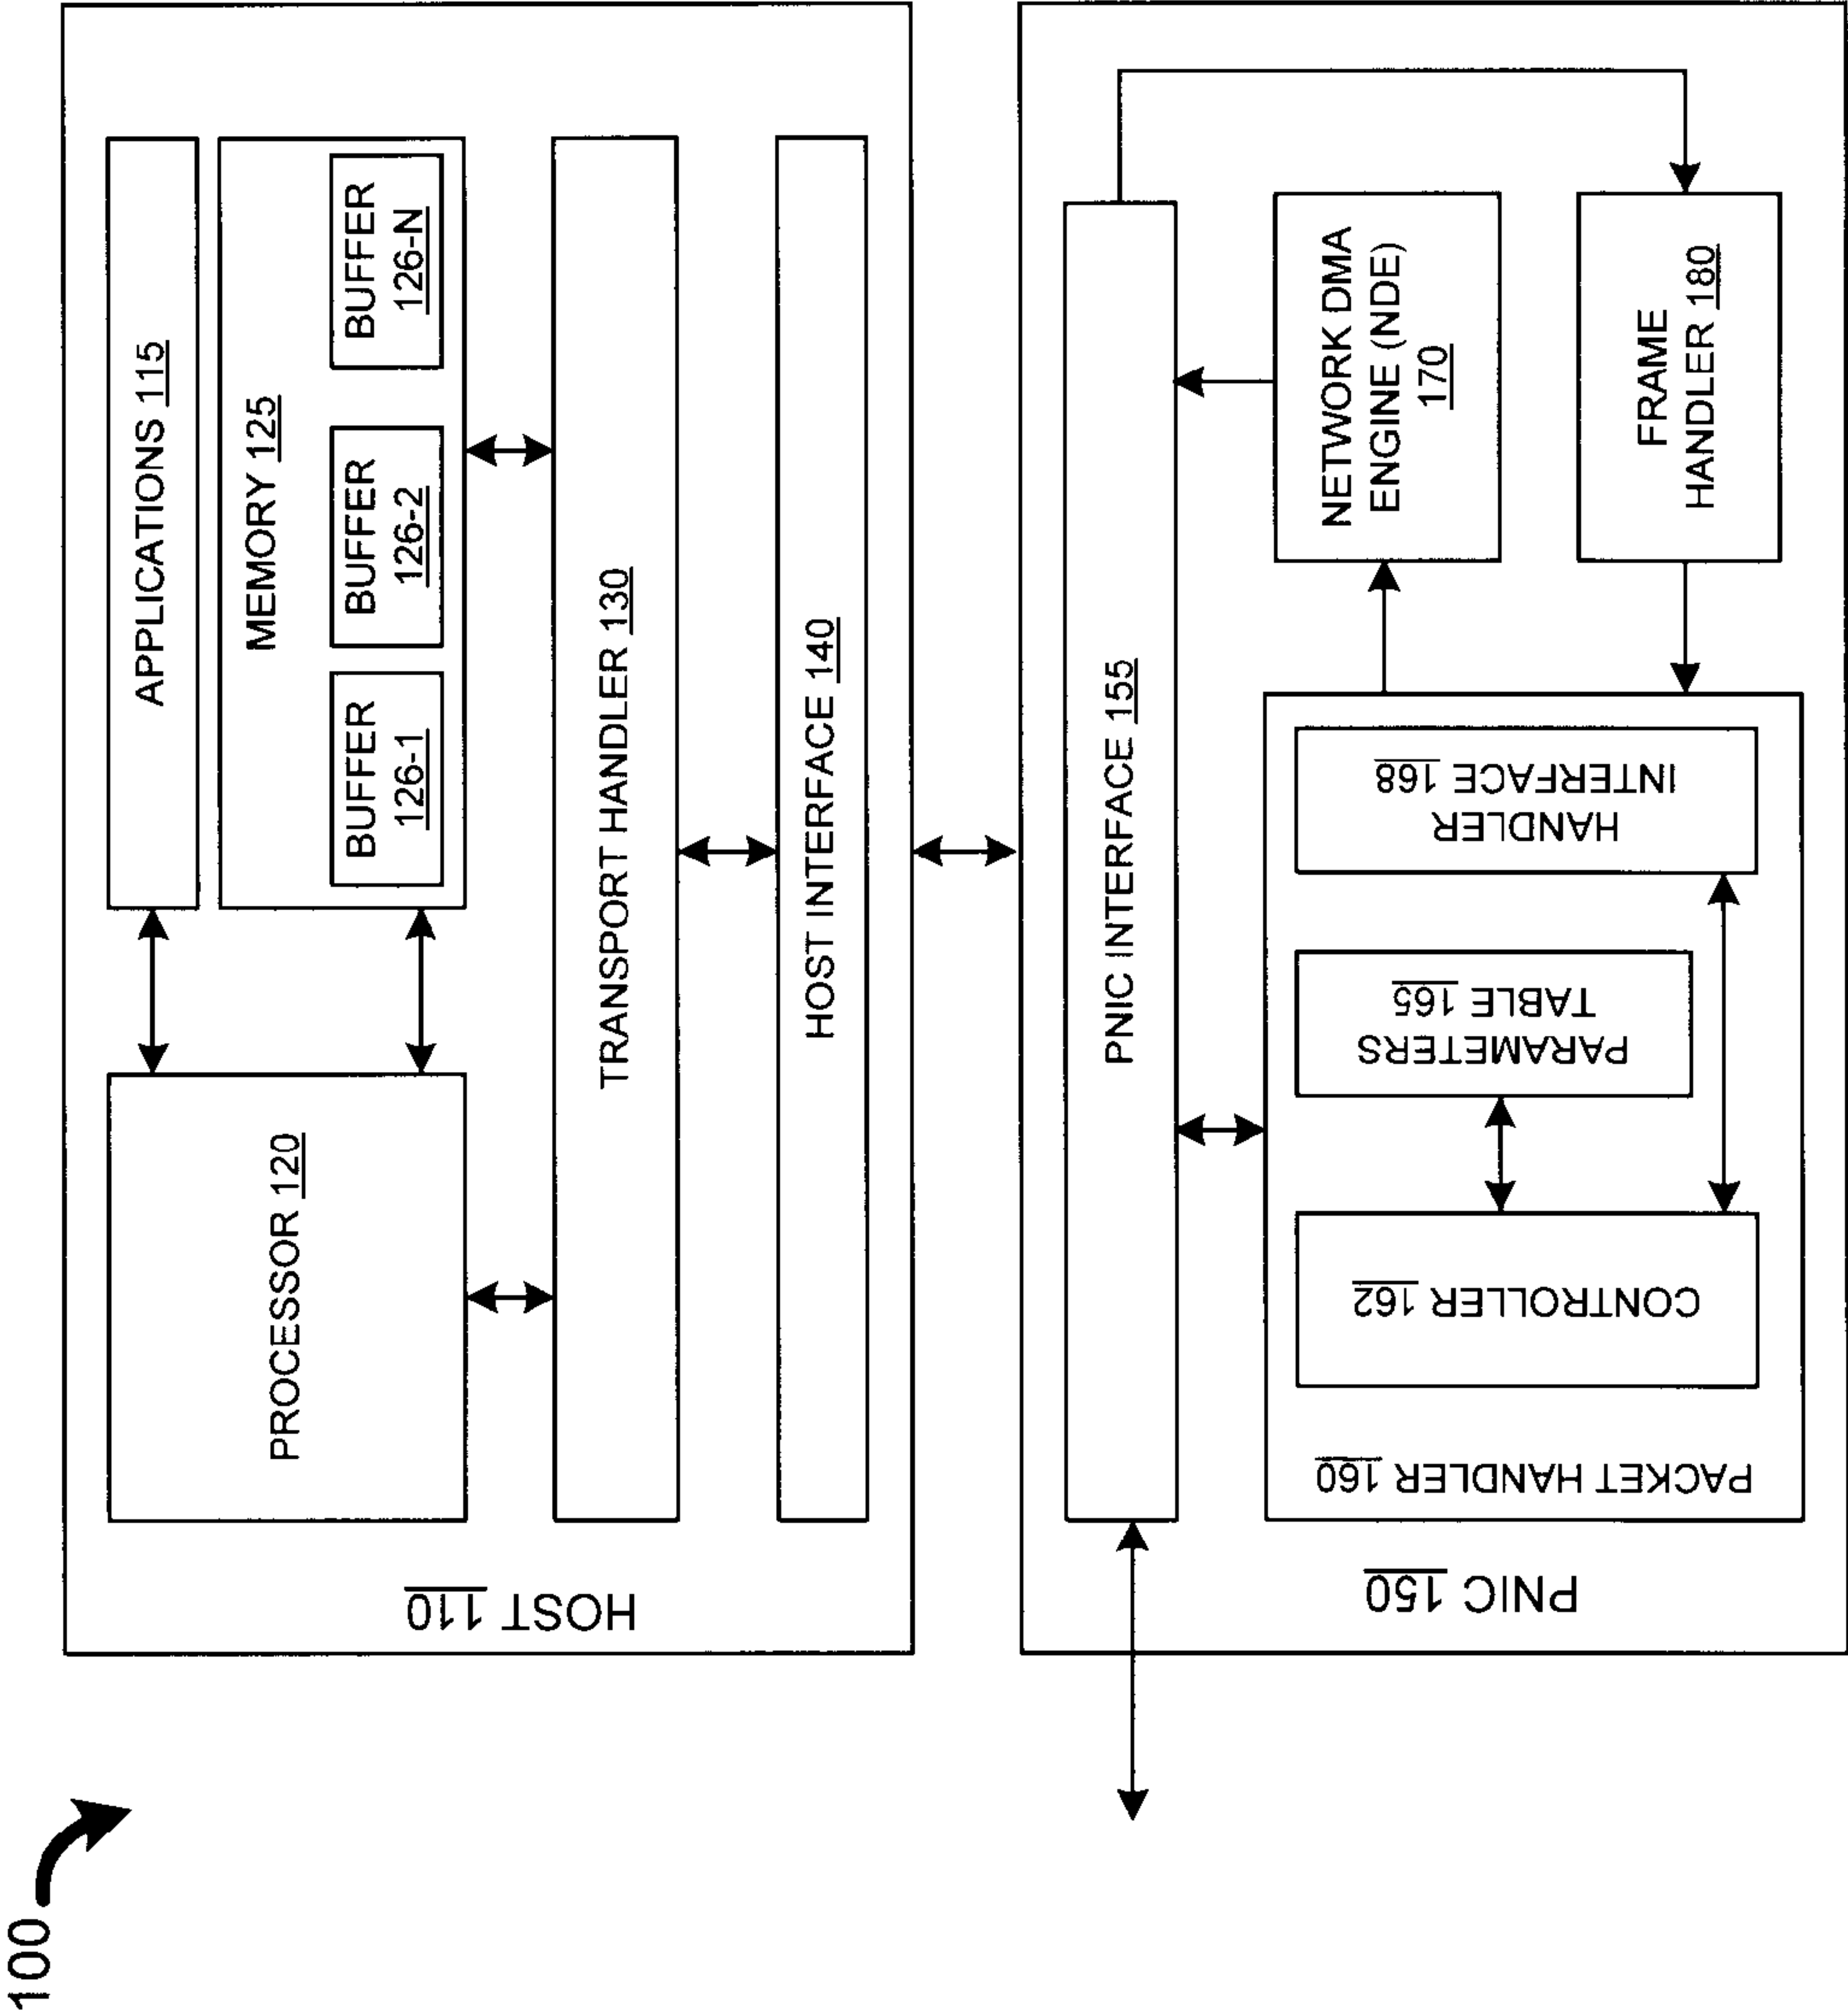 100
HOST 110
PROCESSOR 120
APPLICATIONS 115
MEMORY 125
BUFFER
126-1
BUFFER
126-2
BUFFER
126-N
TRANSPORT HANDLER 130
HOST INTERFACE 140
PNIC 150
PNIC INTERFACE 155
PACKET HANDLER 160
CONTROLLER 162
PARAMETERS
TABLE 165
HANDLER
INTERFACE 168
NETWORK DMA
ENGINE (NDE)
170
FRAME
HANDLER 180